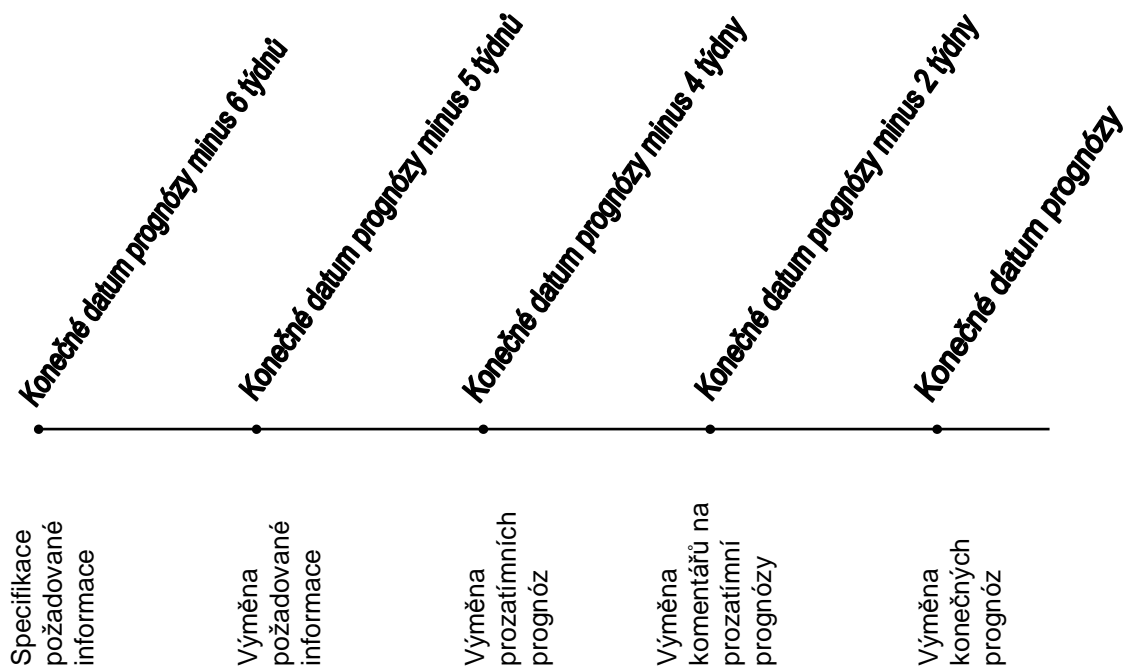 Konečné datum prognózy minus 6 týdnů
Konečné datum prognózy minus 5 týdnů
Konečné datum prognózy minus 4 týdny
Konečné datum prognózy minus 2 týdny
Konečné datum prognózy
Specifikace
požadované
informace
Výměna
požadované
informace
Výměna
prozatímních
prognóz
Výměna
komentářů na
prozatímní
prognózy
Výměna
konečných
prognóz